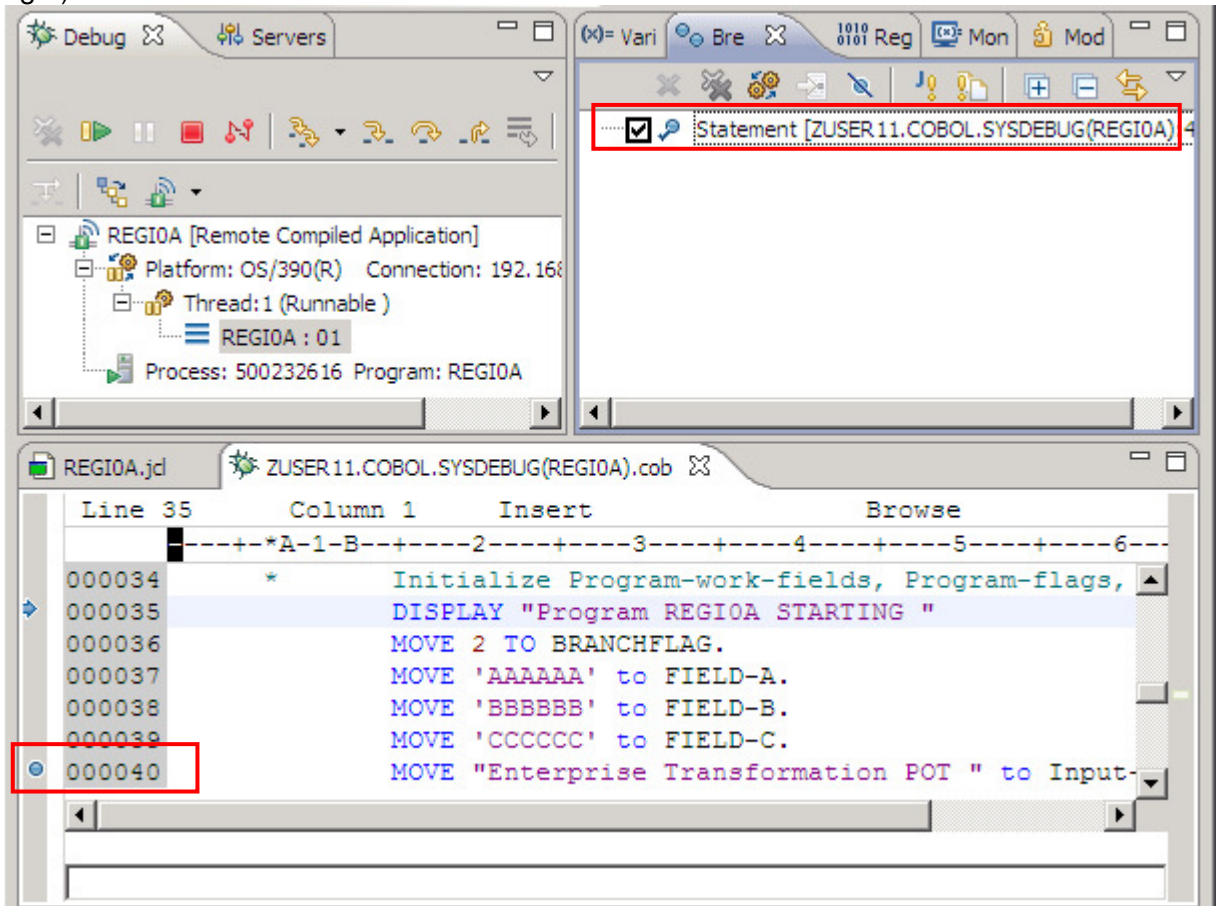 Debug Servers
(x)= Vari Bre 1010 0101 Reg Mon Mod
Statement [ZUSER11.COBOL.SYSDEBUG(REGI0A):4
REGI0A [Remote Compiled Application]
Platform: OS/390(R) Connection: 192.168
Thread:1 (Runnable )
REGI0A : 01
Process: 500232616 Program: REGI0A
REGI0A.jcl ZUSER11.COBOL.SYSDEBUG(REGI0A).cob
Line 35 Column 1 Insert Browse
----+-*A-1-B--+----2----+----3----+----4----+----5----+----6---
000034 * Initialize Program-work-fields, Program-flags,
000035 DISPLAY "Program REGI0A STARTING "
000036 MOVE 2 TO BRANCHFLAG.
000037 MOVE 'AAAAAA' to FIELD-A.
000038 MOVE 'BBBBBB' to FIELD-B.
000039 MOVE 'CCCCCC' to FIELD-C.
000040 MOVE "Enterprise Transformation POT " to Input-